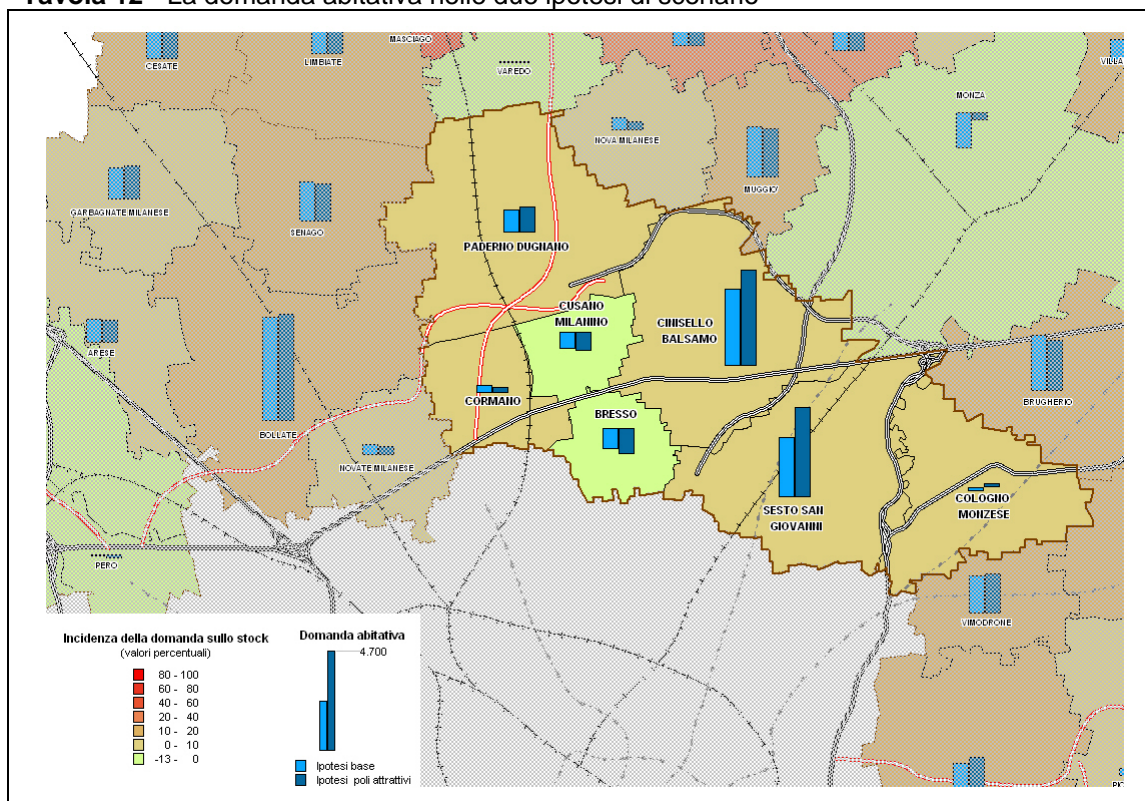 Tavola 12 - La domanda abitativa nelle due ipotesi di scenario
MASCIAGO
CESATE
LIMBIATE
VAREDO
VILLA
MONZA
NOVA MILANESE
MUGGIO'
GARBAGNATE MILANESE
SENAGO
PADERNO DUGNANO
CUSANO
MILANINO
CINISELLO
BALSAMO
ARESE
CORMANO
BRUGHERIO
BRESSO
BOLLATE
NOVATE MILANESE
COLOGNO
MONZESE
SESTO SAN
GIOVANNI
PERO
VIMODRONE
Incidenza della domanda sullo stock
(valori percentuali)
80 - 100
60 - 80
40 - 60
20 - 40
10 - 20
0 - 10
-13 - 0
Domanda abitativa
4.700
Ipotesi base
Ipotesi poli attrattivi